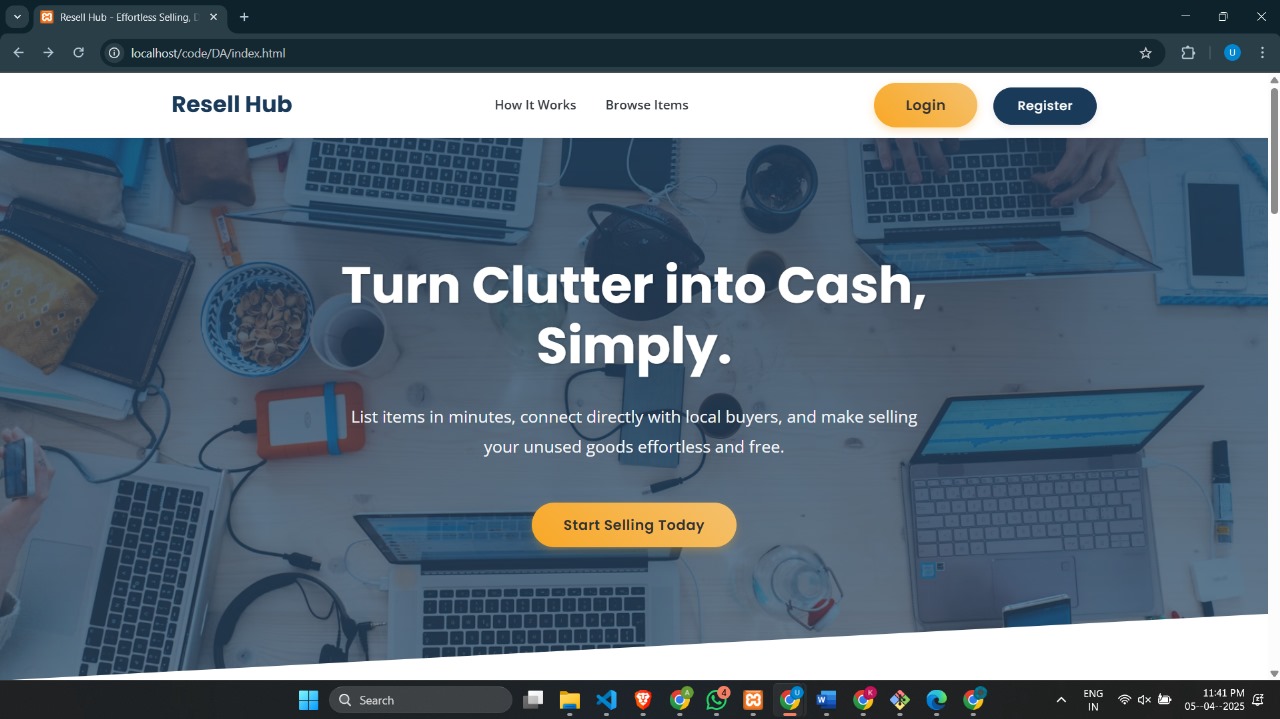 Resell Hub - Effortless Selling, D
localhost/code/DA/index.html
U
Resell Hub
How It Works
Browse Items
Login
Register
Turn Clutter into Cash,
Simply.
List items in minutes, connect directly with local buyers, and make selling
your unused goods effortless and free.
Start Selling Today
Search
A
4
U
W
K
ENG
IN
11:41 PM
05--04--2025